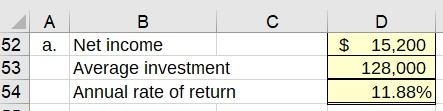 A B C D
52 a. Net income $ 15,200
53 Average investment 128,000
54 Annual rate of return 11.88%